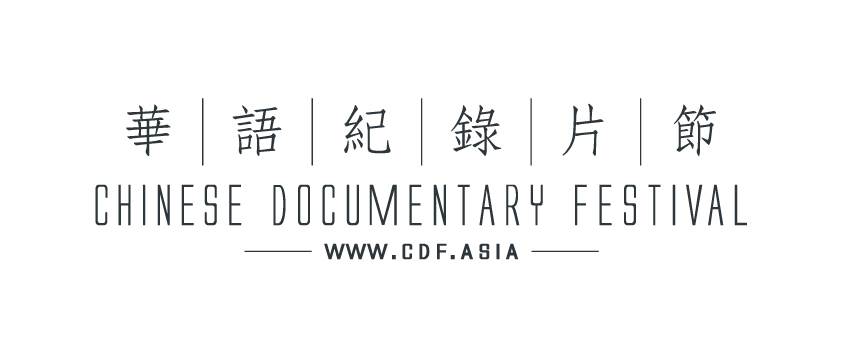 華|語|紀|錄|片|節
CHINESE DOCUMENTARY FESTIVAL
WWW.CDF.ASIA